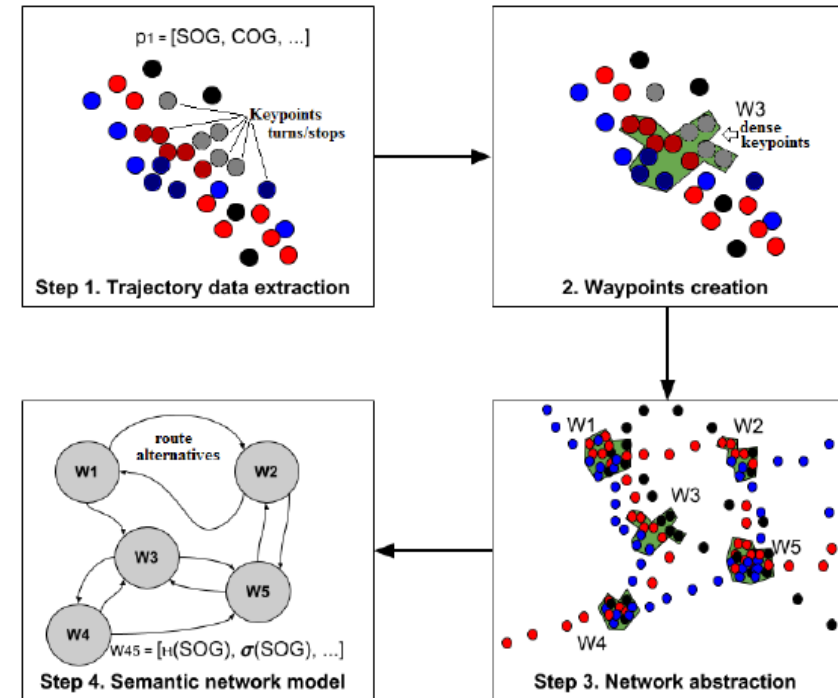 p1 = [SOG, COG, ...]
Keypoints
turns/stops
Step 1. Trajectory data extraction
W3
dense
keypoints
2. Waypoints creation
W1
route
alternatives
W2
W3
W5
W4
W45 = [H(SOG), σ(SOG), ...]
Step 4. Semantic network model
W1
W2
W3
W5
W4
Step 3. Network abstraction